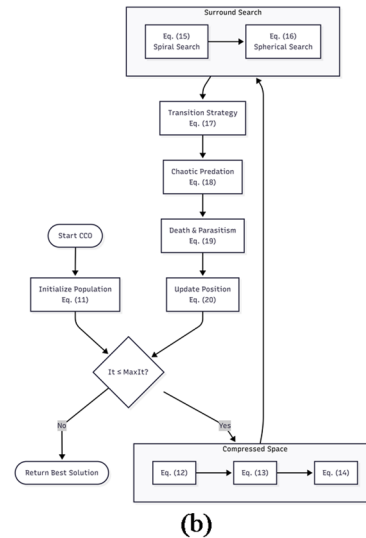 Surround Search
Eq. (15)
Spiral Search
Eq. (16)
Spherical Search
Transition Strategy
Eq. (17)
Chaotic Predation
Eq. (18)
Start CCO
Death & Parasitism
Eq. (19)
Initialize Population
Eq. (11)
Update Position
Eq. (20)
It ≤ MaxIt?
No
Yes
Return Best Solution
Compressed Space
Eq. (12)
Eq. (13)
Eq. (14)
(b)